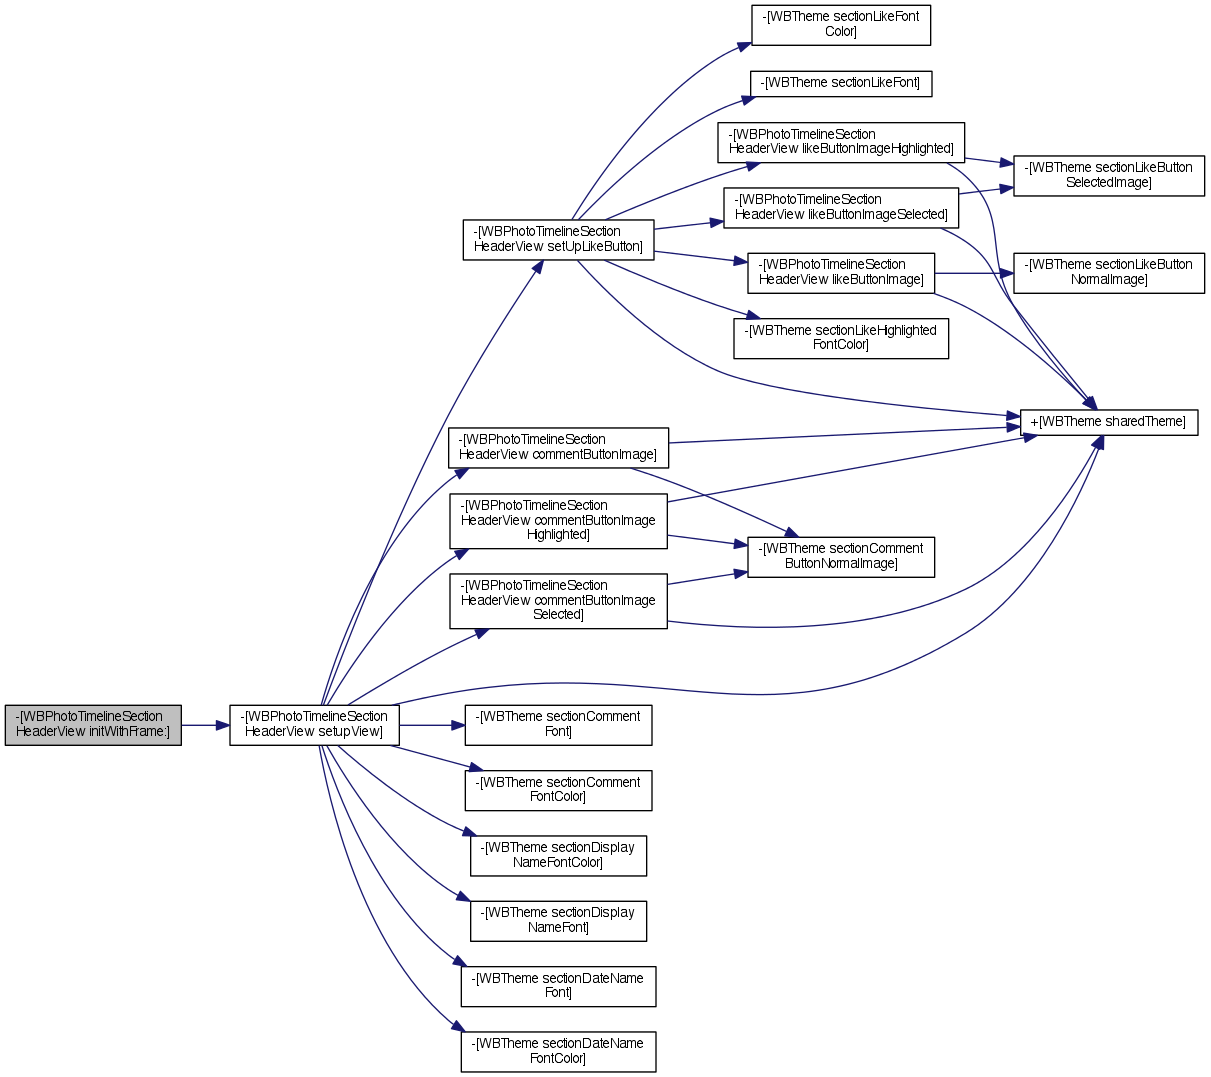 -[WBTheme sectionLikeFont
Color]
-[WBTheme sectionLikeFont]
-[WBPhotoTimelineSection
HeaderView likeButtonImageHighlighted]
-[WBTheme sectionLikeButton
SelectedImage]
-[WBPhotoTimelineSection
HeaderView likeButtonImageSelected]
-[WBPhotoTimelineSection
HeaderView setUpLikeButton]
-[WBPhotoTimelineSection
HeaderView likeButtonImage]
-[WBTheme sectionLikeButton
NormalImage]
-[WBTheme sectionLikeHighlighted
FontColor]
+[WBTheme sharedTheme]
-[WBPhotoTimelineSection
HeaderView commentButtonImage]
-[WBPhotoTimelineSection
HeaderView commentButtonImage
Highlighted]
-[WBTheme sectionComment
ButtonNormalImage]
-[WBPhotoTimelineSection
HeaderView commentButtonImage
Selected]
-[WBPhotoTimelineSection
HeaderView initWithFrame:]
-[WBPhotoTimelineSection
HeaderView setupView]
-[WBTheme sectionComment
Font]
-[WBTheme sectionComment
FontColor]
-[WBTheme sectionDisplay
NameFontColor]
-[WBTheme sectionDisplay
NameFont]
-[WBTheme sectionDateName
Font]
-[WBTheme sectionDateName
FontColor]